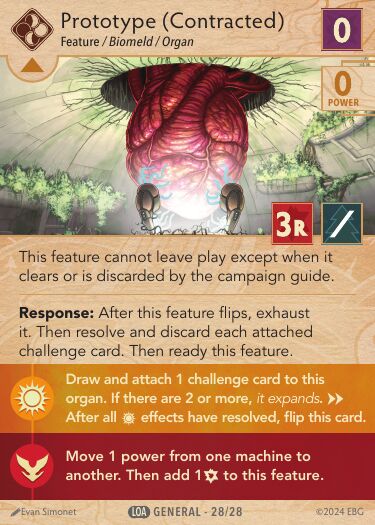 Prototype (Contracted)
0
Feature / Biomeld / Organ
0
POWER
3R
This feature cannot leave play except when it
clears or is discarded by the campaign guide.
Response: After this feature flips, exhaust
it. Then resolve and discard each attached
challenge card. Then ready this feature.
Draw and attach 1 challenge card to this
organ. If there are 2 or more, it expands.
After all effects have resolved, flip this card.
Move 1 power from one machine to
another. Then add 1 to this feature.
Evan Simonet
LOA GENERAL - 28/28
©2024 EBG